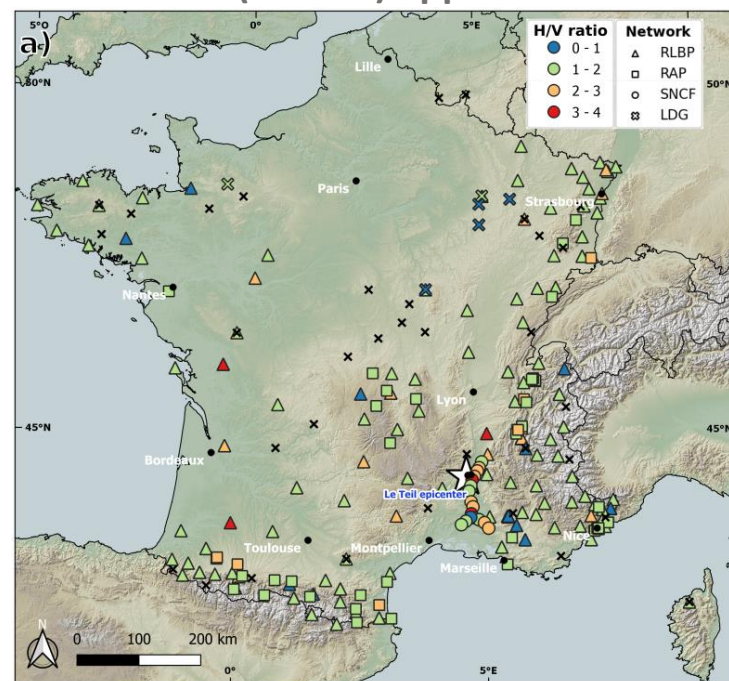 5°
0°
5°E
a)
H/V ratio
0 - 1
1 - 2
2 - 3
3 - 4
Network
RLBP
RAP
SNCF
LDG
50°N
50°N
Lille
Paris
Strasbourg
Nantes
Lyon
45°N
45°N
Bordeaux
Le Teil epicenter
Toulouse
Montpellier
Nice
Marseille
N
0
100
200 km
0°
5°E